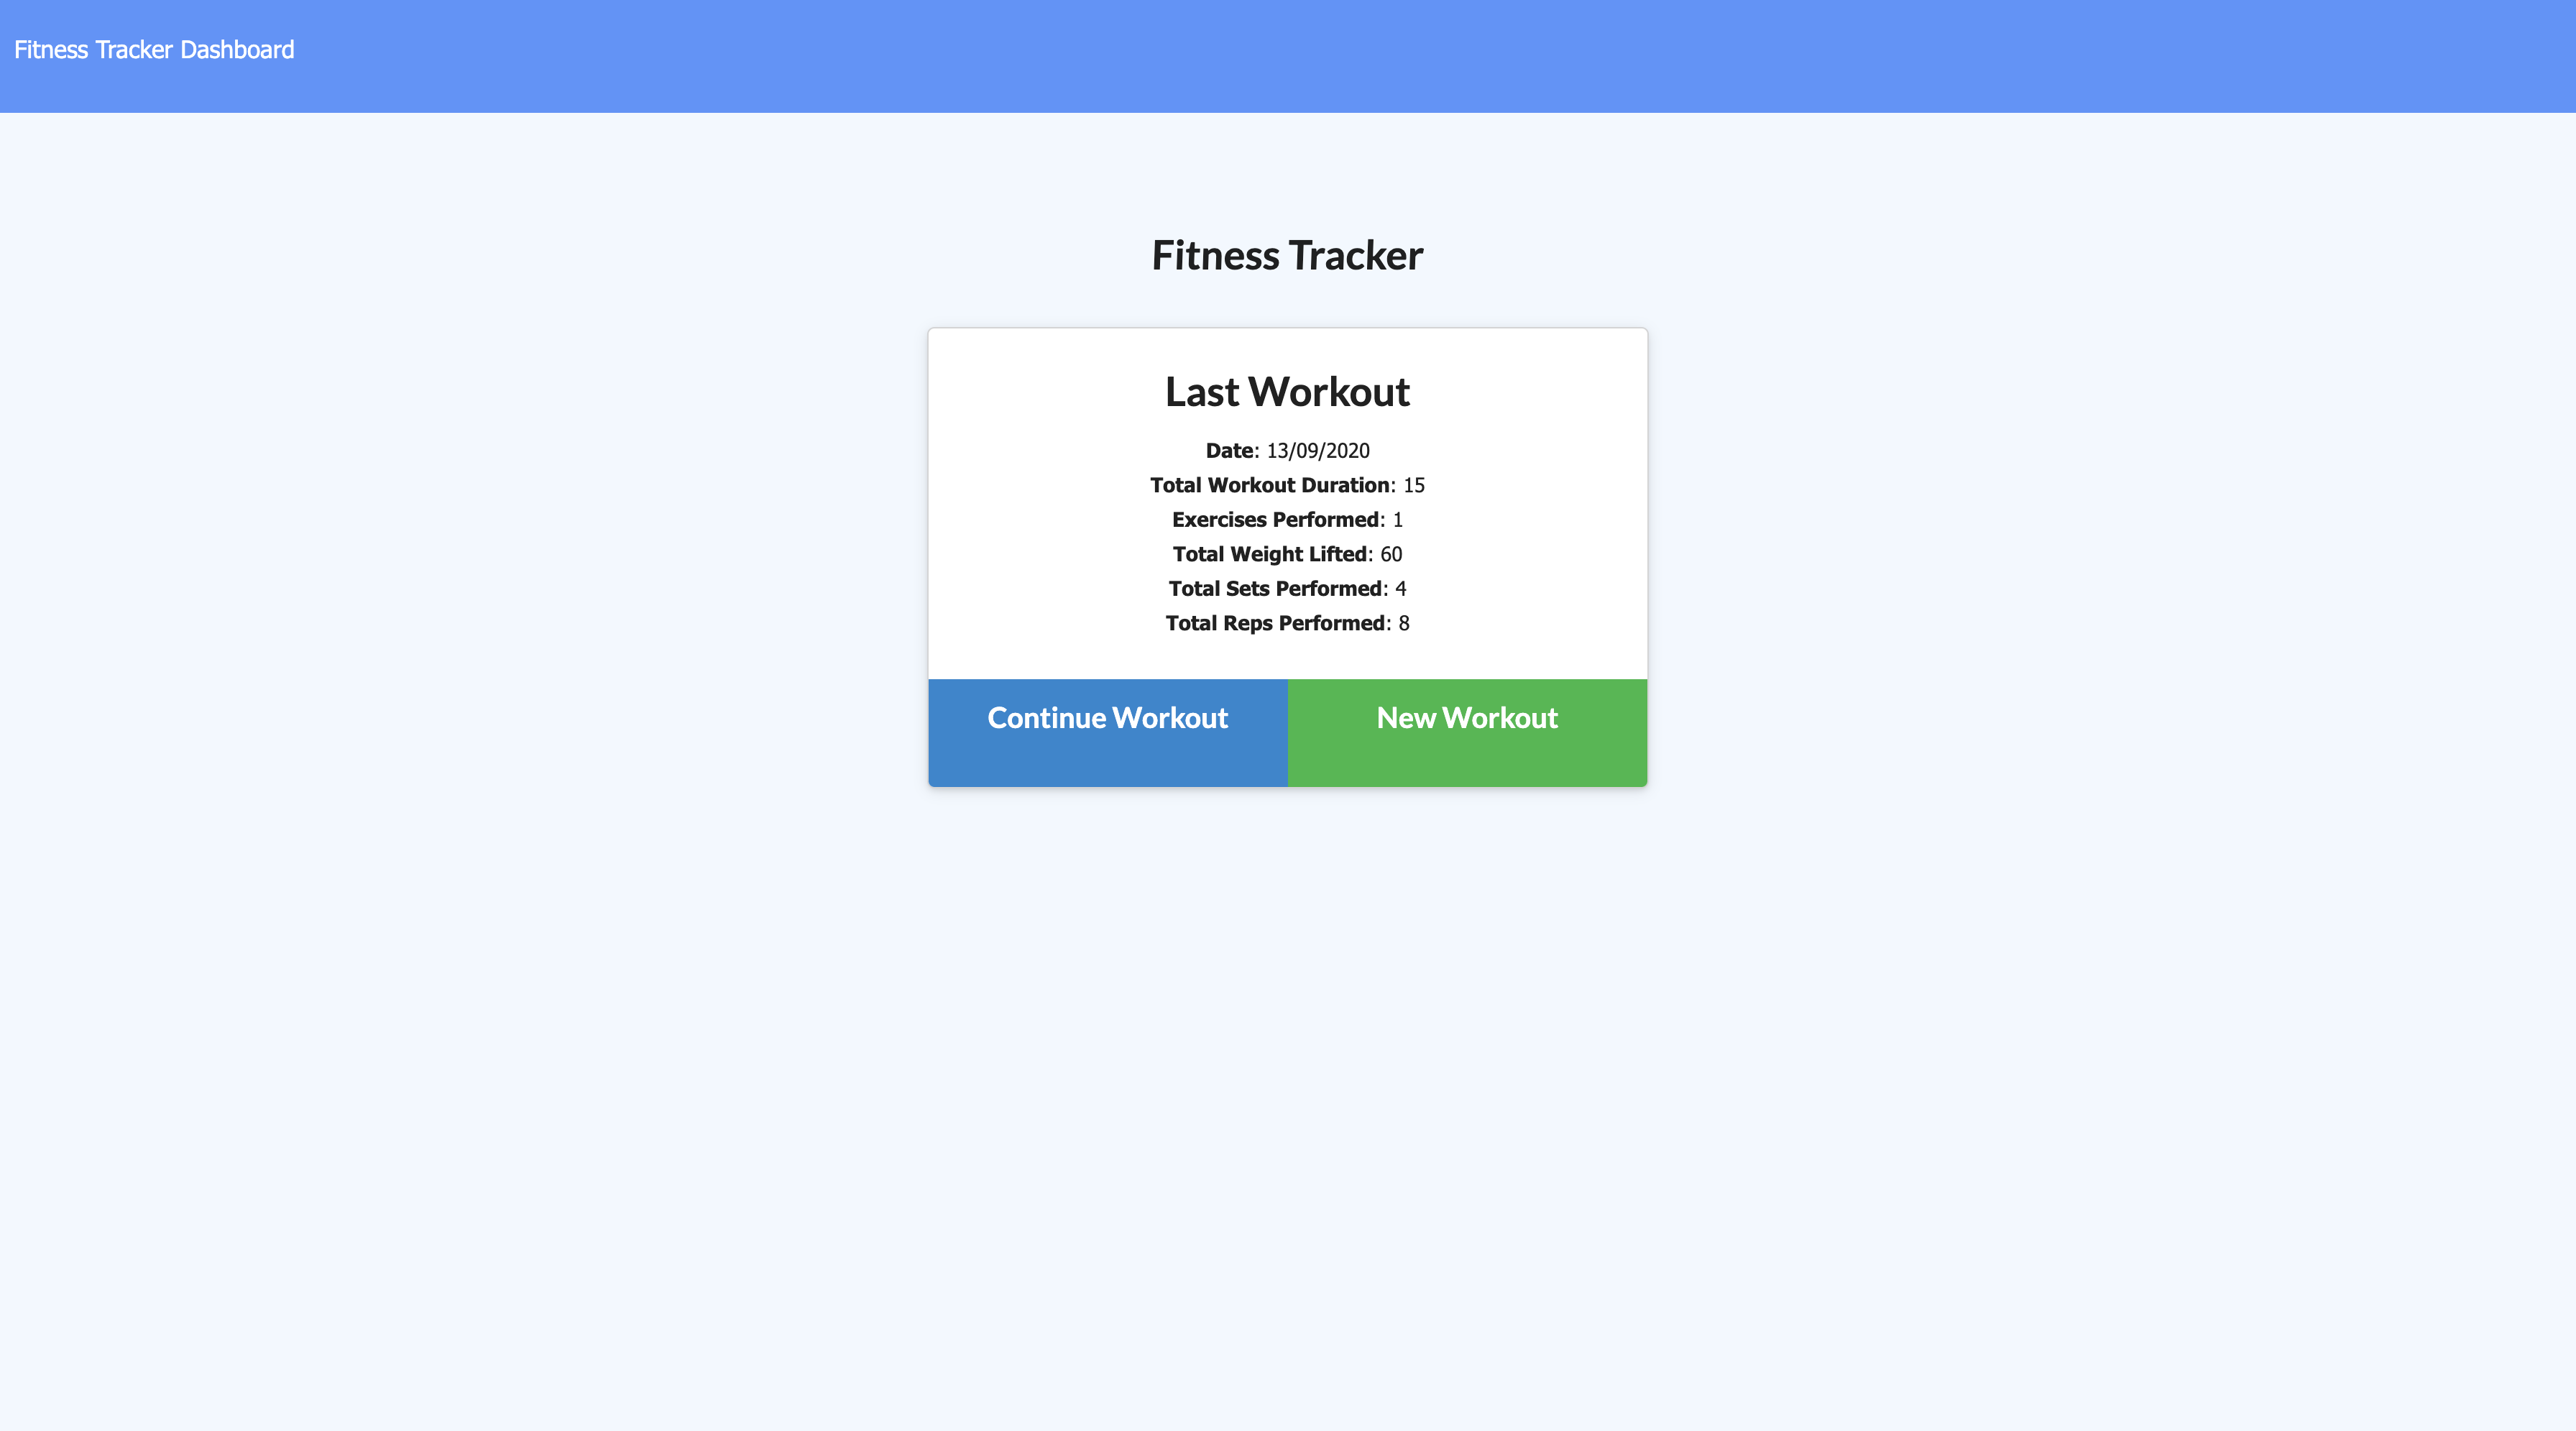 Fitness Tracker Dashboard
Fitness Tracker
Last Workout
Date: 13/09/2020
Total Workout Duration: 15
Exercises Performed: 1
Total Weight Lifted: 60
Total Sets Performed: 4
Total Reps Performed: 8
Continue Workout New Workout